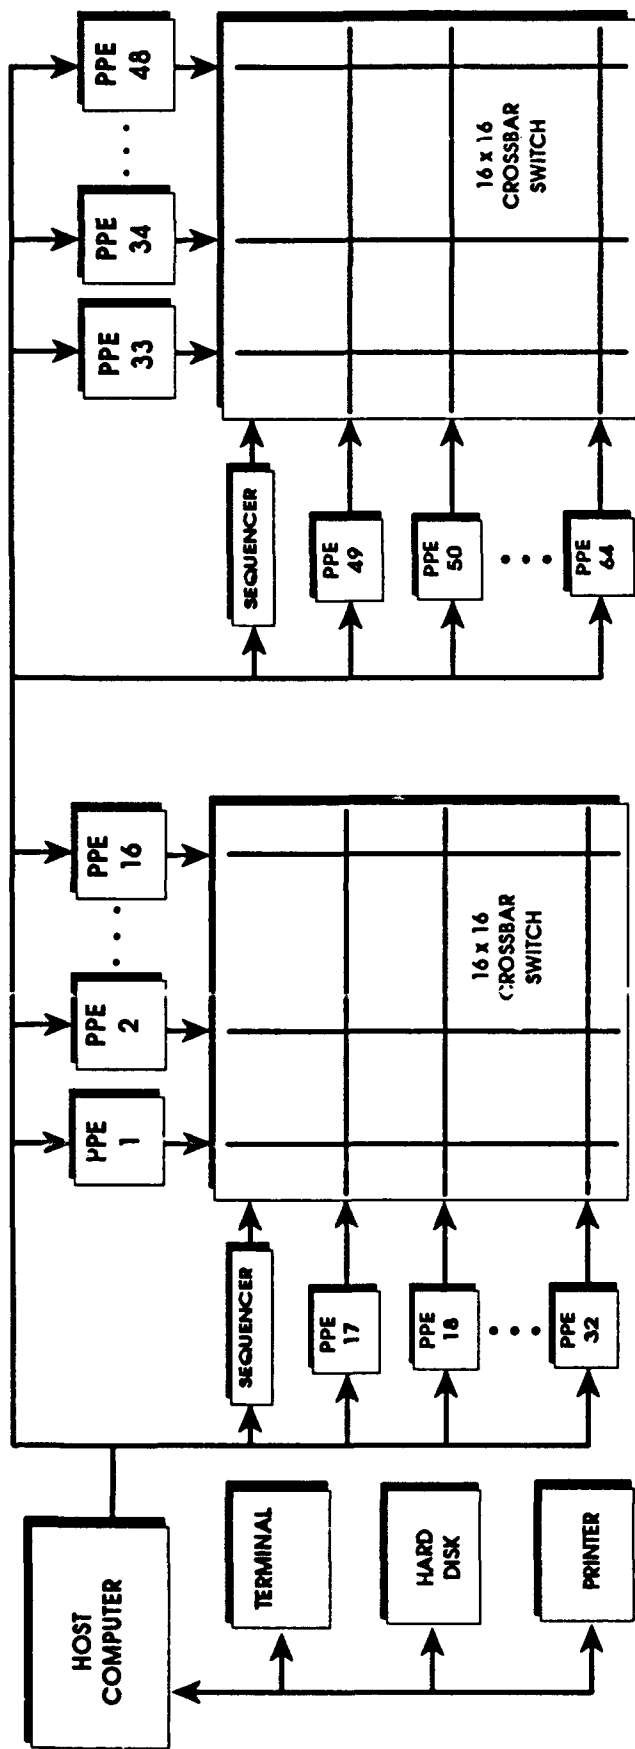 HOST
COMPUTER
TERMINAL
HARD
DISK
PRINTER
PPE
1
PPE
2
PPE
16
SEQUENCER
PPE
17
PPE
18
PPE
32
16 x 16
CROSSBAR
SWITCH
PPE
33
PPE
34
PPE
48
SEQUENCER
PPE
49
PPE
50
PPE
64
16 x 16
CROSSBAR
SWITCH